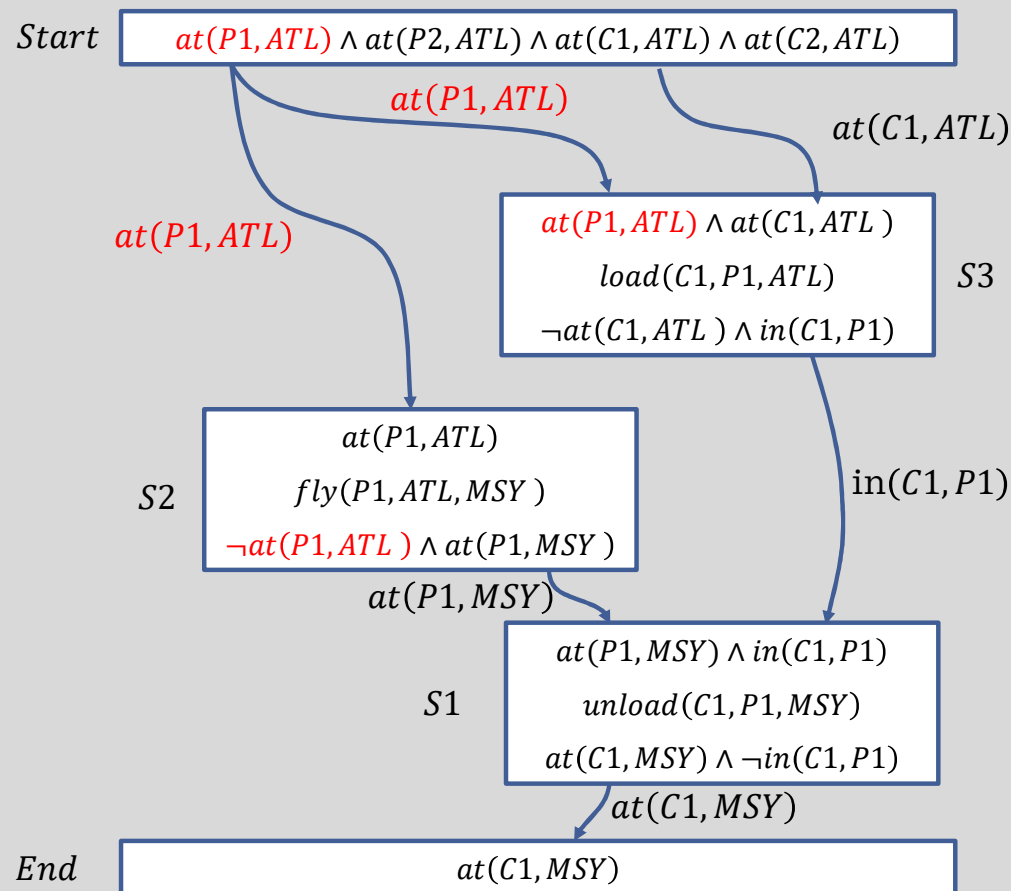 Start at(P1, ATL) ∧ at(P2, ATL) ∧ at(C1, ATL) ∧ at(C2, ATL)
at(P1, ATL)
at(C1, ATL)
at(P1, ATL)
at(P1, ATL) ∧ at(C1, ATL )
load(C1, P1, ATL)
S3
¬at(C1, ATL ) ∧ in(C1, P1)
at(P1, ATL)
S2
fly(P1, ATL, MSY )
¬at(P1, ATL ) ∧ at(P1, MSY )
in(C1, P1)
at(P1, MSY)
at(P1, MSY) ∧ in(C1, P1)
S1
unload(C1, P1, MSY)
at(C1, MSY) ∧ ¬in(C1, P1)
at(C1, MSY)
End at(C1, MSY)